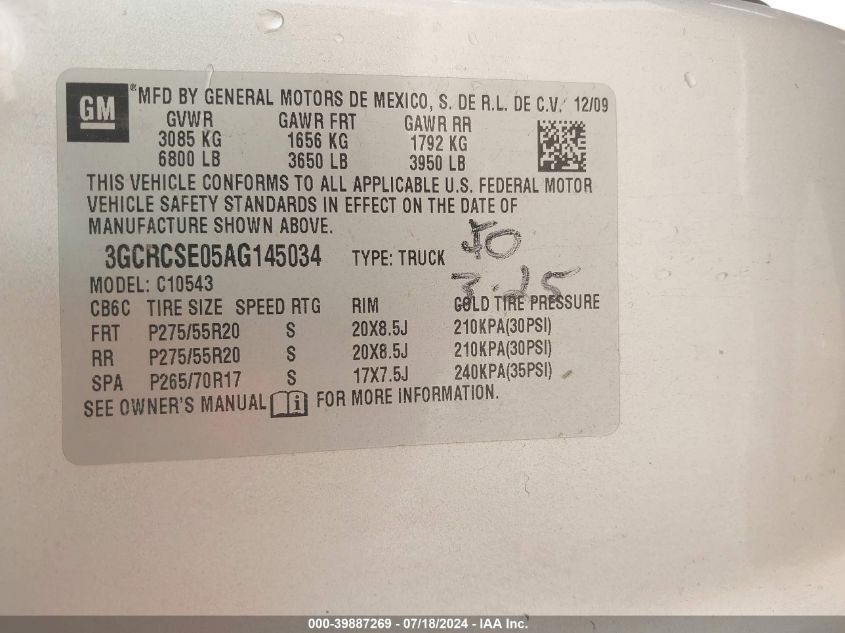 GM ® MFD BY GENERAL MOTORS DE MEXICO, S. DE R.L. DE C.V. 12/09
GVWR GAWR FRT GAWR RR
3085 KG 1656 KG 1792 KG
6800 LB 3650 LB 3950 LB
THIS VEHICLE CONFORMS TO ALL APPLICABLE U.S. FEDERAL MOTOR
VEHICLE SAFETY STANDARDS IN EFFECT ON THE DATE OF
MANUFACTURE SHOWN ABOVE.
3GCRCSE05AG145034 TYPE: TRUCK
MODEL: C10543
3-25
CB6C TIRE SIZE SPEED RTG RIM COLD TIRE PRESSURE
FRT P275/55R20 S 20X8.5J 210KPA(30PSI)
RR P275/55R20 S 20X8.5J 210KPA(30PSI)
SPA P265/70R17 S 17X7.5J 240KPA(35PSI)
SEE OWNER'S MANUAL i FOR MORE INFORMATION.
000-39887269 - 07/18/2024 - IAA Inc.